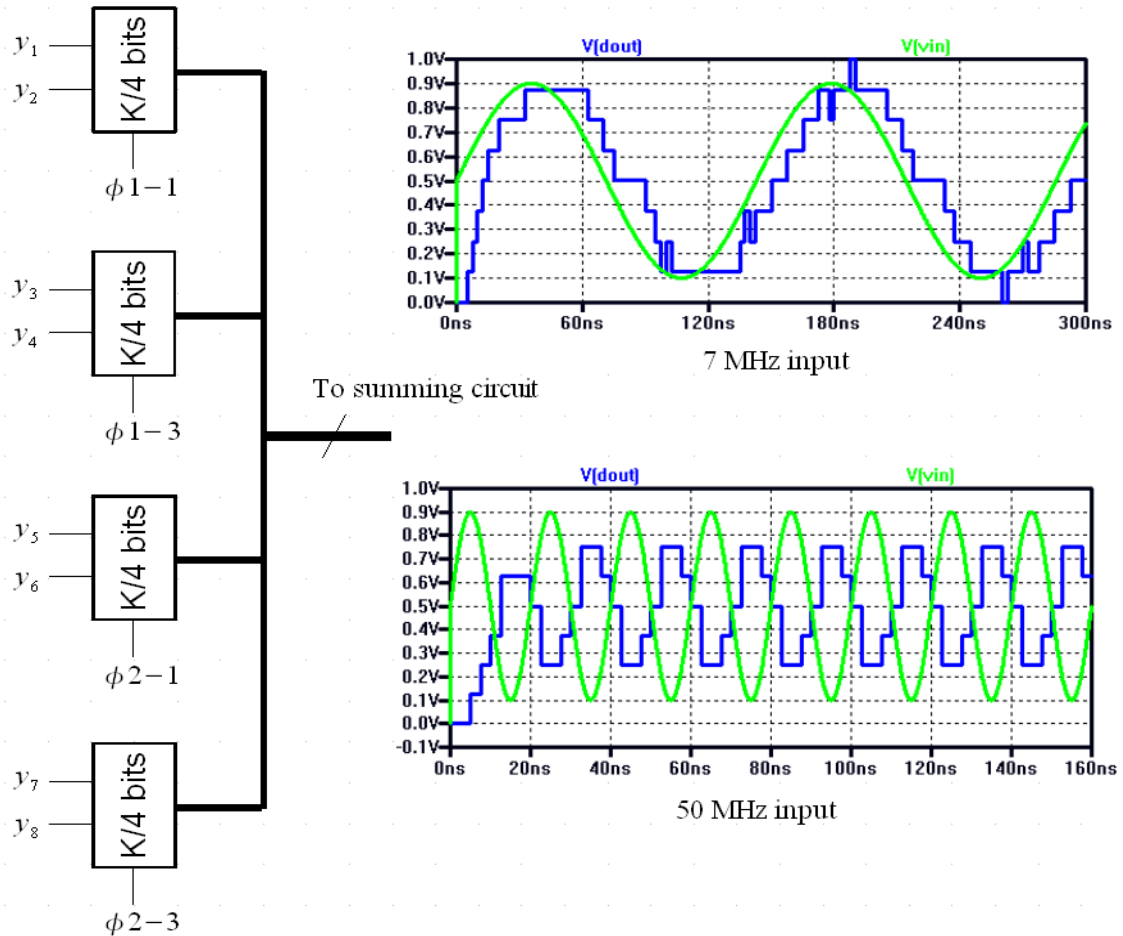 y₁
y₂
K/4 bits
ϕ1−1
y₃
y₄
K/4 bits
ϕ1−3
y₅
y₆
K/4 bits
ϕ2−1
y₇
y₈
K/4 bits
ϕ2−3
To summing circuit
V(dout) V(vin)
1.0V
0.9V
0.8V
0.7V
0.6V
0.5V
0.4V
0.3V
0.2V
0.1V
0.0V
0ns 60ns 120ns 180ns 240ns 300ns
7 MHz input
V(dout) V(vin)
1.0V
0.9V
0.8V
0.7V
0.6V
0.5V
0.4V
0.3V
0.2V
0.1V
0.0V
-0.1V
0ns 20ns 40ns 60ns 80ns 100ns 120ns 140ns 160ns
50 MHz input